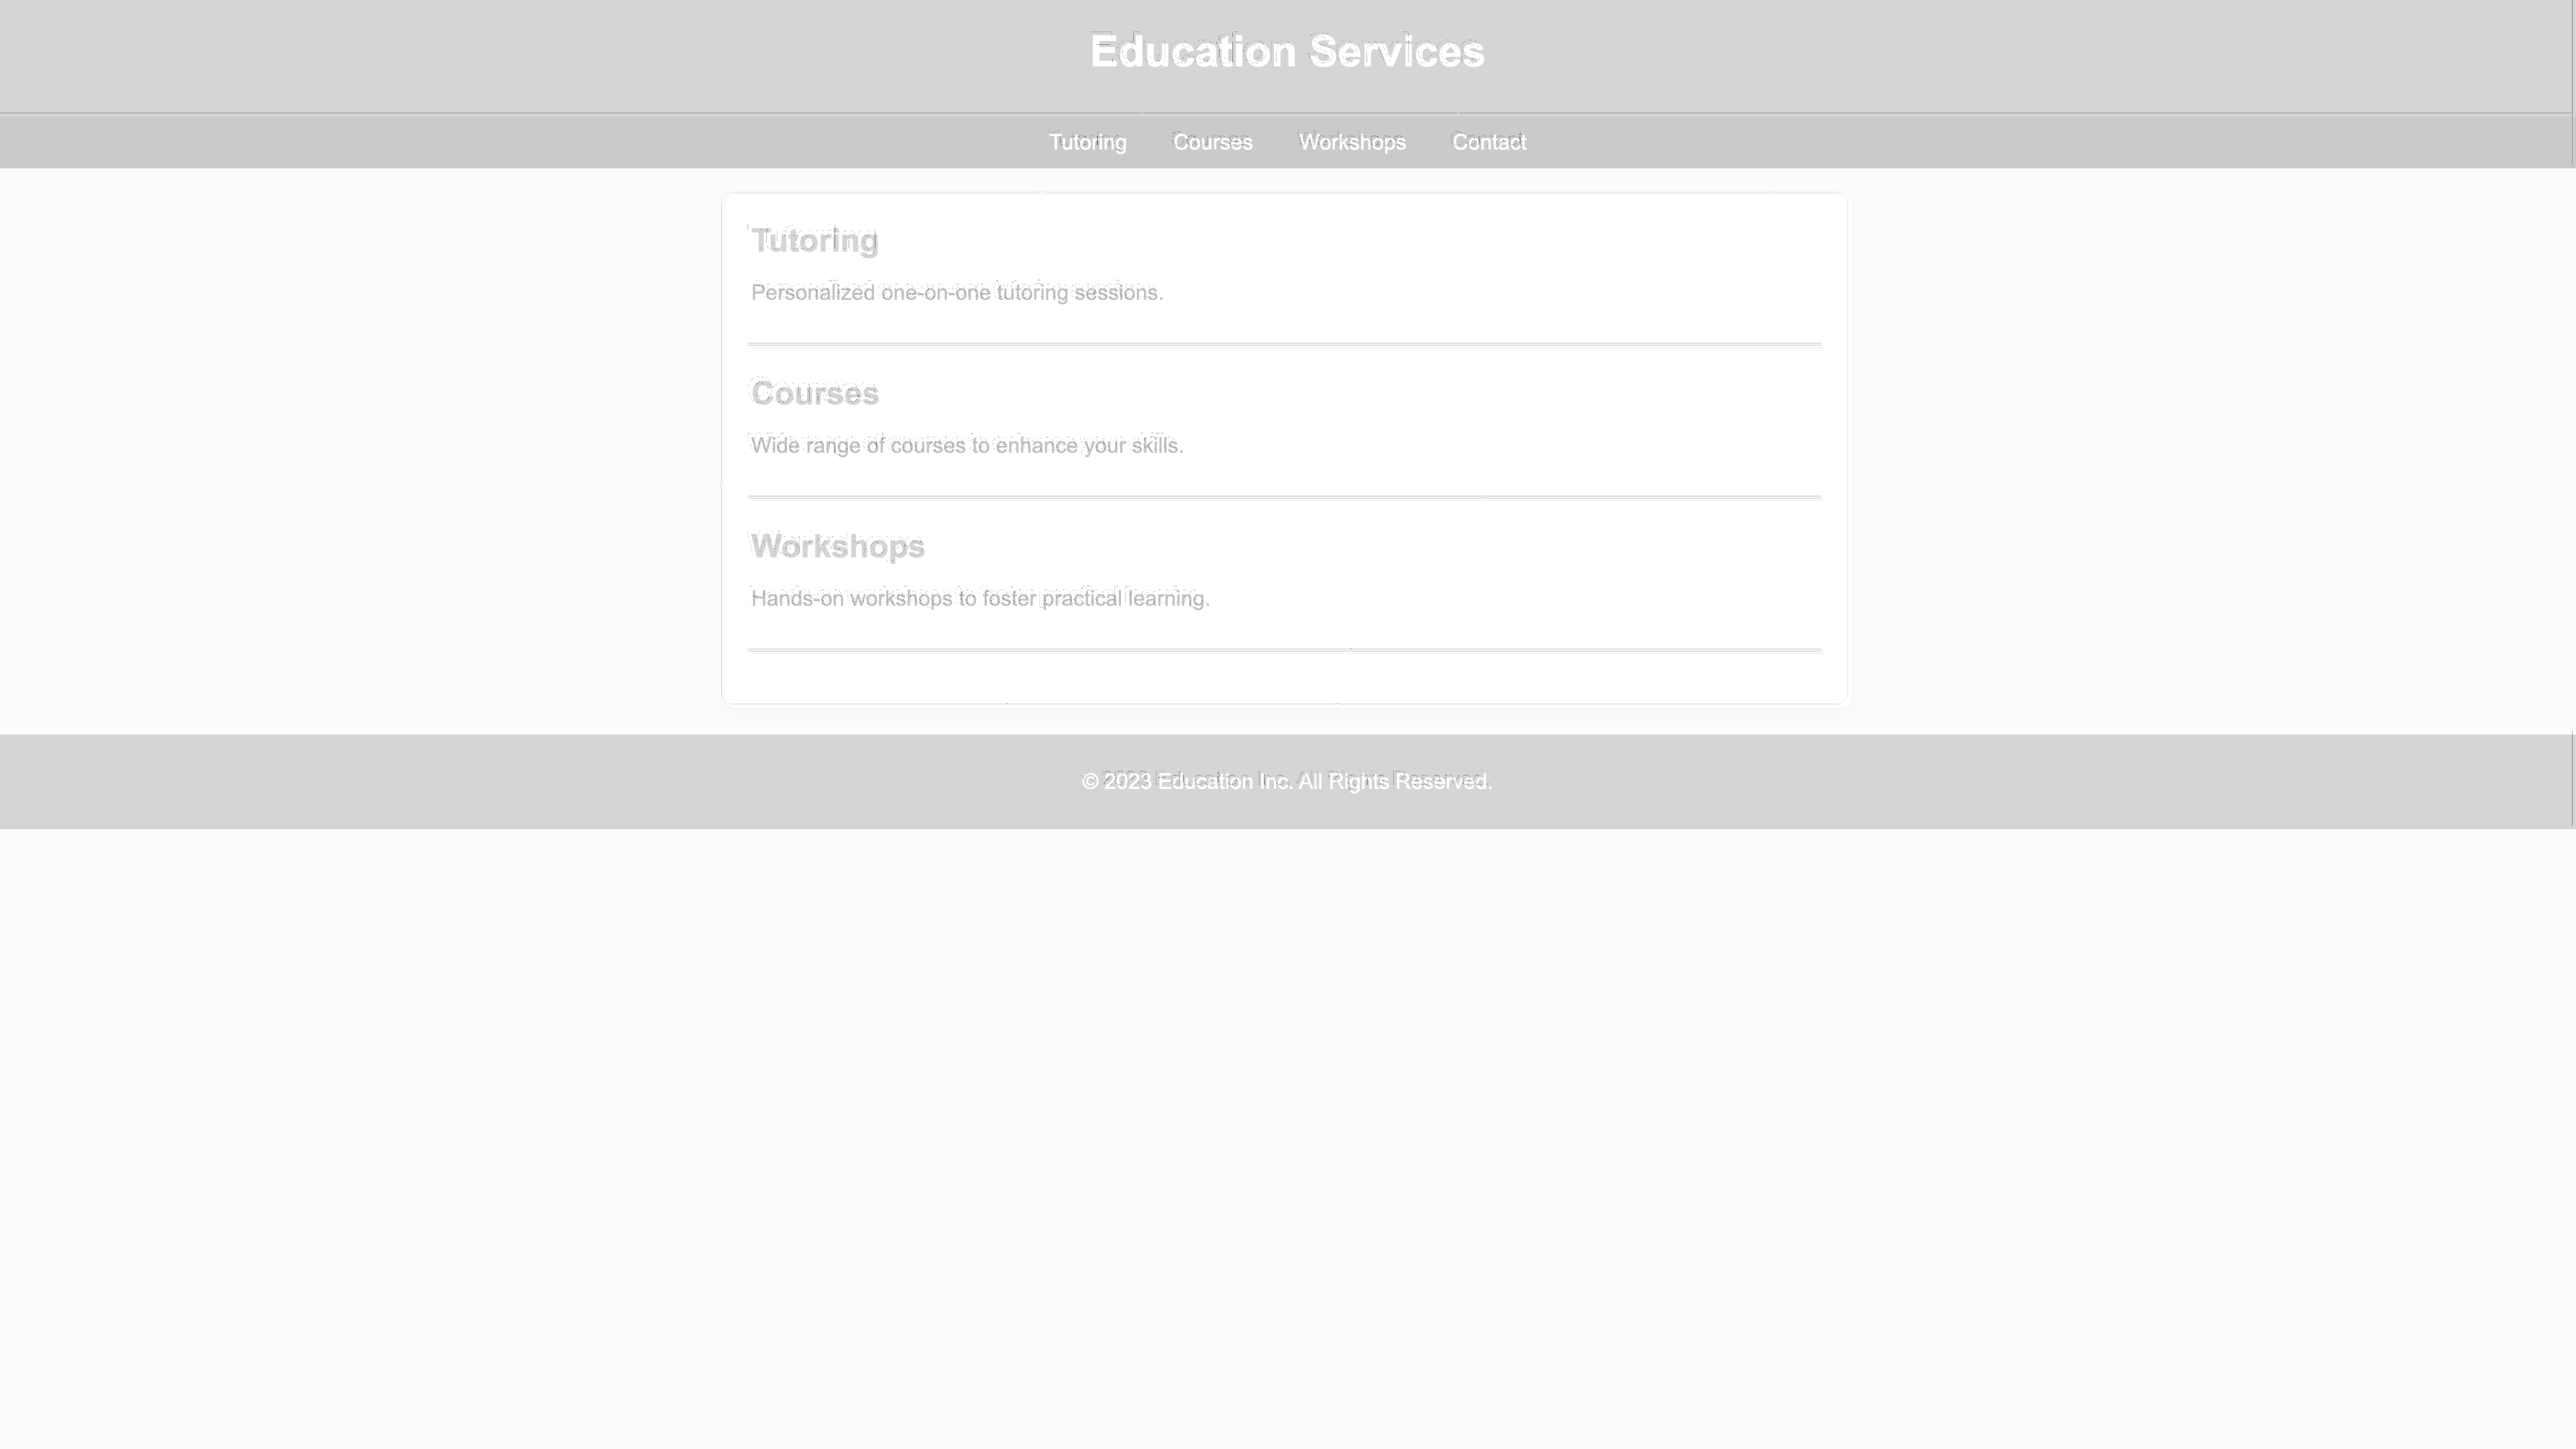 Education Services
Tutoring Courses Workshops Contact
Tutoring
Personalized one-on-one tutoring sessions.
Courses
Wide range of courses to enhance your skills.
Workshops
Hands-on workshops to foster practical learning.
© 2023 Education Inc. All Rights Reserved.